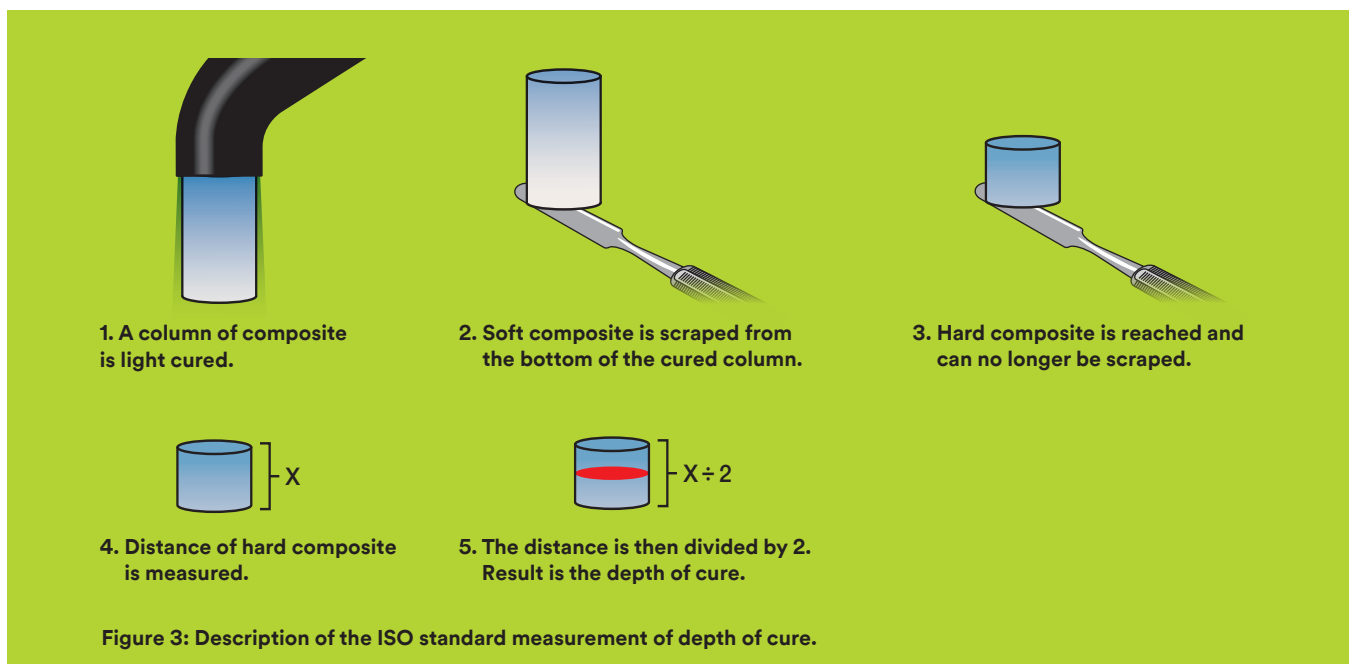 1. A column of composite
is light cured.
2. Soft composite is scraped from
the bottom of the cured column.
3. Hard composite is reached and
can no longer be scraped.
X
4. Distance of hard composite
is measured.
X ÷ 2
5. The distance is then divided by 2.
Result is the depth of cure.
Figure 3: Description of the ISO standard measurement of depth of cure.